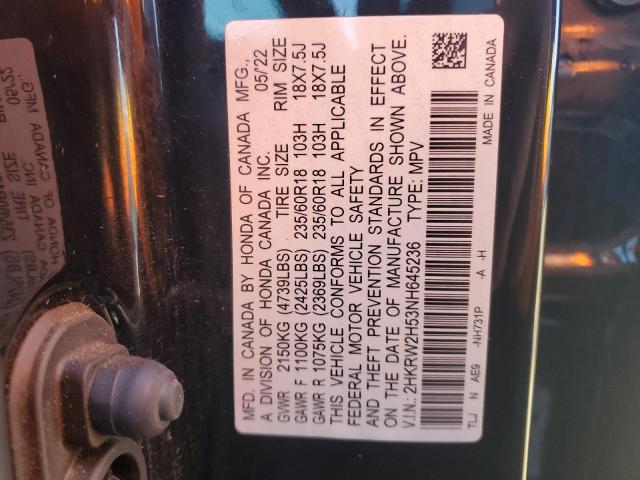 MFD. IN CANADA BY HONDA OF CANADA MFG.,
A DIVISION OF HONDA CANADA INC. 05/'22
GVWR 2150KG (4739LBS) TIRE SIZE RIM SIZE
GAWR F 1100KG (2425LBS) 235/60R18 103H 18X7.5J
GAWR R 1075KG (2369LBS) 235/60R18 103H 18X7.5J
THIS VEHICLE CONFORMS TO ALL APPLICABLE
FEDERAL MOTOR VEHICLE SAFETY
AND THEFT PREVENTION STANDARDS IN EFFECT
ON THE DATE OF MANUFACTURE SHOWN ABOVE.
V.I.N.: 2HKRW2H53NH645236 TYPE: MPV
TLJ N AE9 -NH731P -A -H
MADE IN CANADA